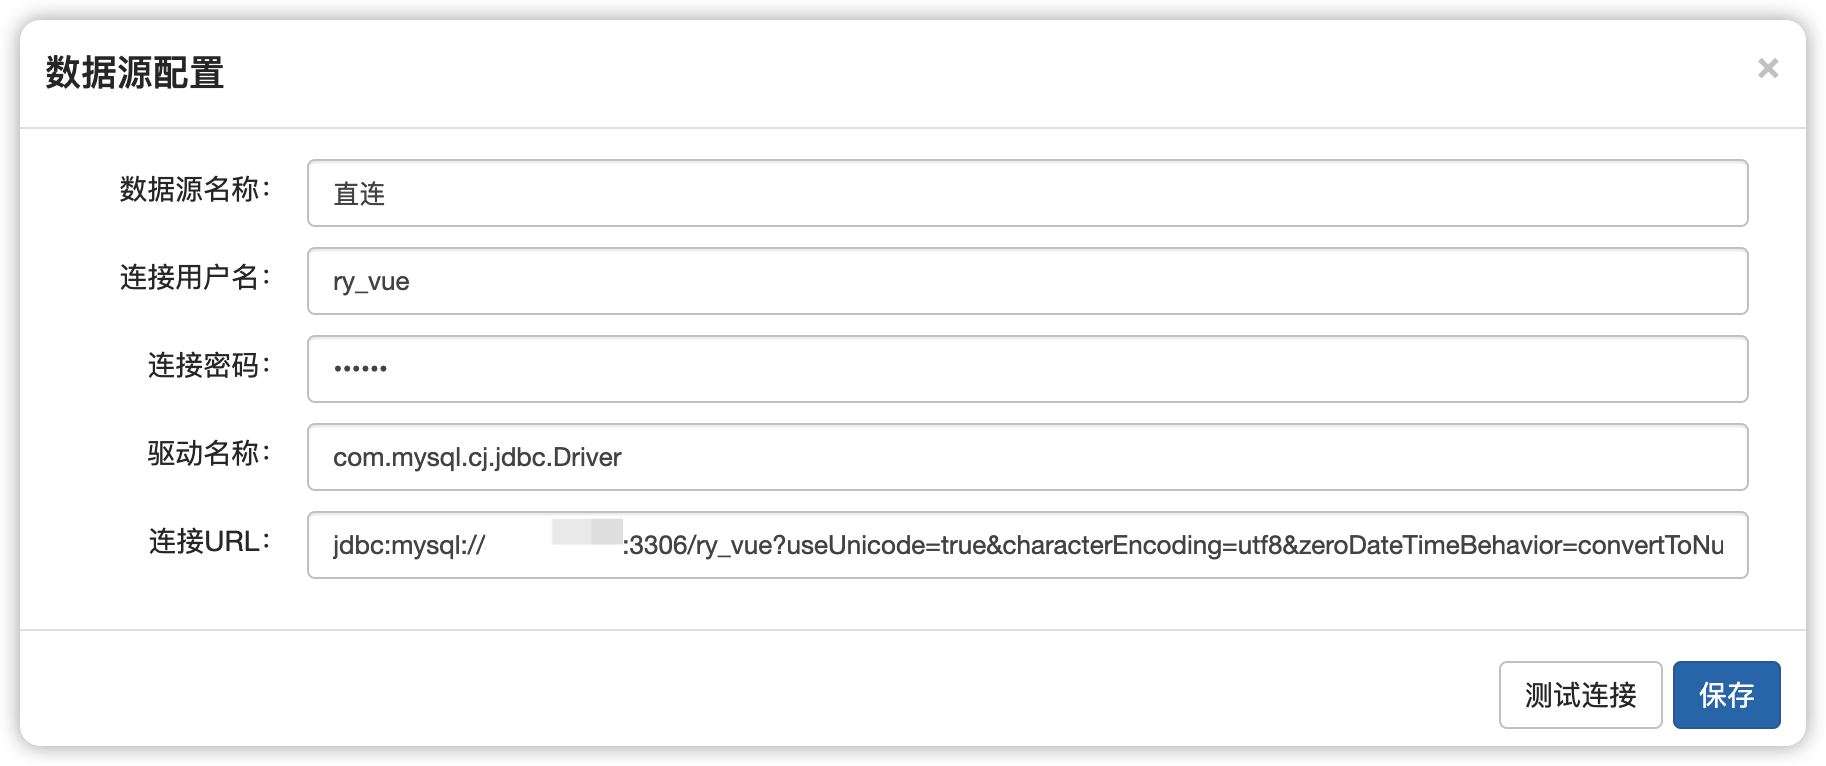 数据源配置
×
数据源名称：
直连
连接用户名：
ry_vue
连接密码：
••••••
驱动名称：
com.mysql.cj.jdbc.Driver
连接URL：
jdbc:mysql:// :3306/ry_vue?useUnicode=true&characterEncoding=utf8&zeroDateTimeBehavior=convertToNu
测试连接
保存